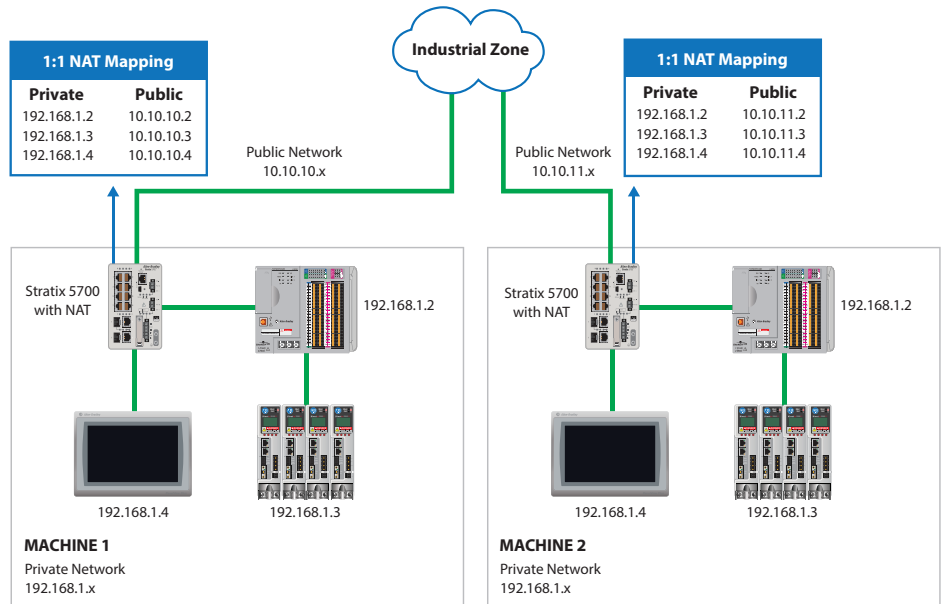 Industrial Zone
1:1 NAT Mapping
Private Public
192.168.1.2 10.10.10.2
192.168.1.3 10.10.10.3
192.168.1.4 10.10.10.4
1:1 NAT Mapping
Private Public
192.168.1.2 10.10.11.2
192.168.1.3 10.10.11.3
192.168.1.4 10.10.11.4
Public Network
10.10.10.x
Public Network
10.10.11.x
Stratix 5700
with NAT
192.168.1.2
192.168.1.4
192.168.1.3
MACHINE 1
Private Network
192.168.1.x
Stratix 5700
with NAT
192.168.1.2
192.168.1.4
192.168.1.3
MACHINE 2
Private Network
192.168.1.x